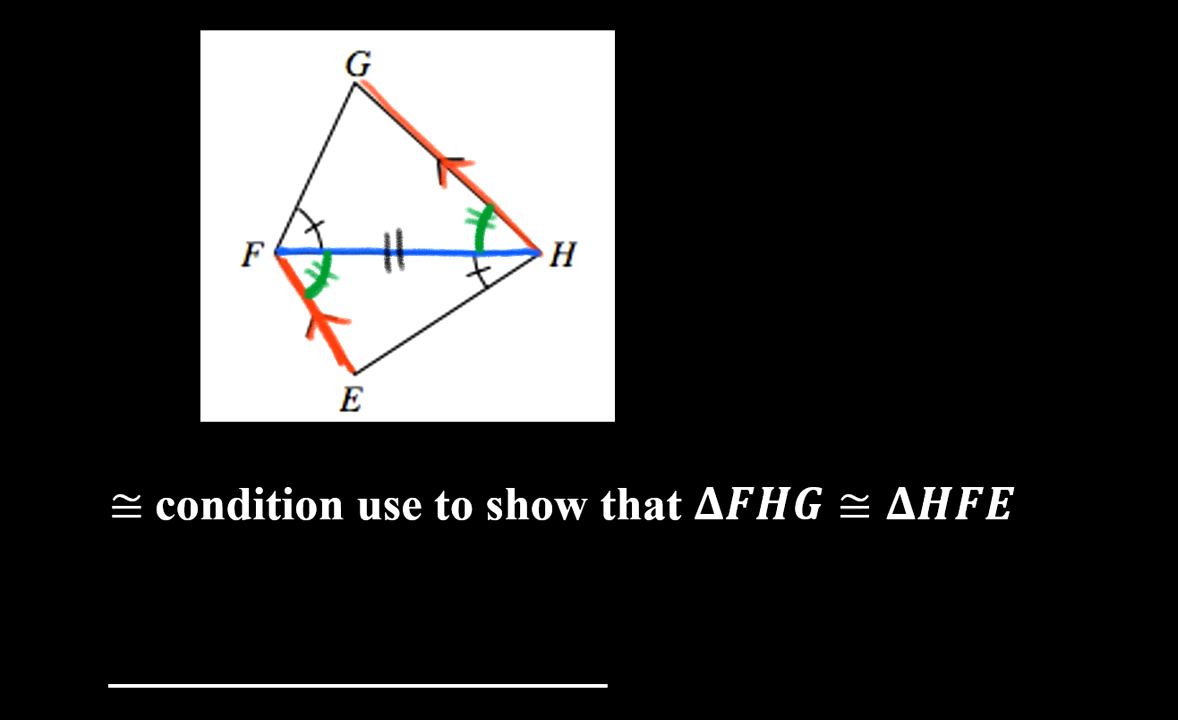 G
F
H
E
≅ condition use to show that ΔFHG ≅ ΔHFE